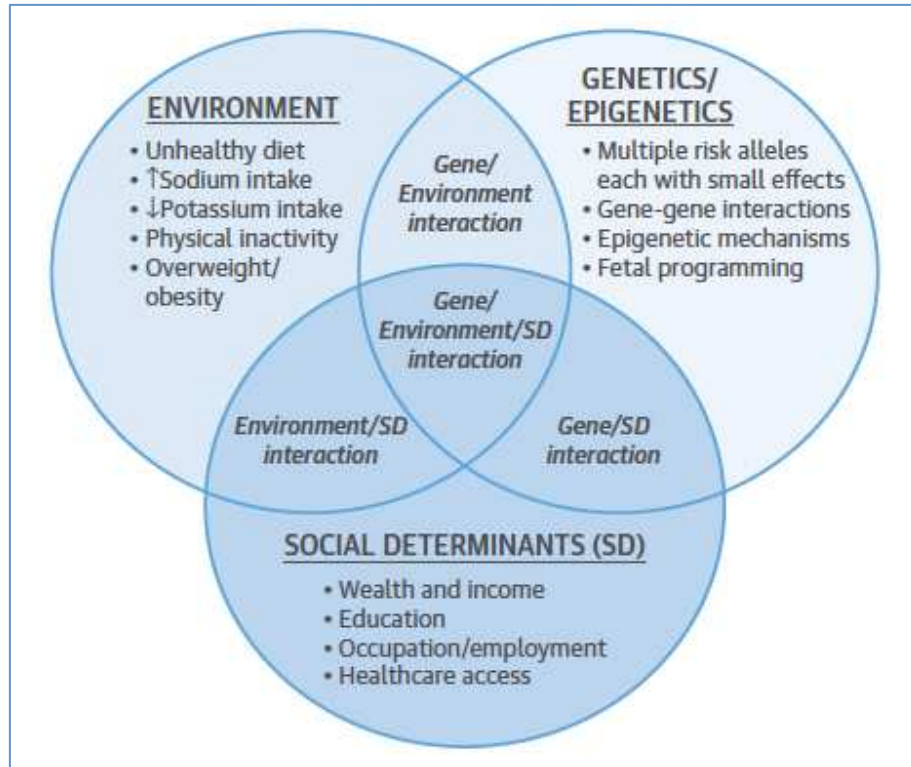 ENVIRONMENT
• Unhealthy diet
• ↑Sodium intake
• ↓Potassium intake
• Physical inactivity
• Overweight/
obesity
Gene/
Environment
interaction
GENETICS/
EPIGENETICS
• Multiple risk alleles
each with small effects
• Gene-gene interactions
• Epigenetic mechanisms
• Fetal programming
Gene/
Environment/SD
interaction
Environment/SD
interaction
Gene/SD
interaction
SOCIAL DETERMINANTS (SD)
• Wealth and income
• Education
• Occupation/employment
• Healthcare access